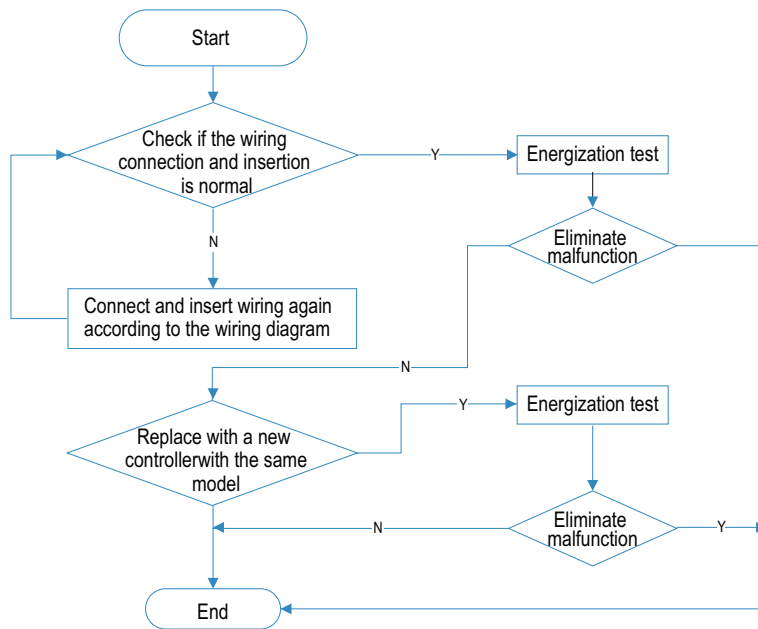 Start
Check if the wiring
connection and insertion
is normal
Y
Energization test
N
Eliminate
malfunction
Connect and insert wiring again
according to the wiring diagram
N
Replace with a new
controllerwith the same
model
Y
Energization test
N
Eliminate
malfunction
Y
End